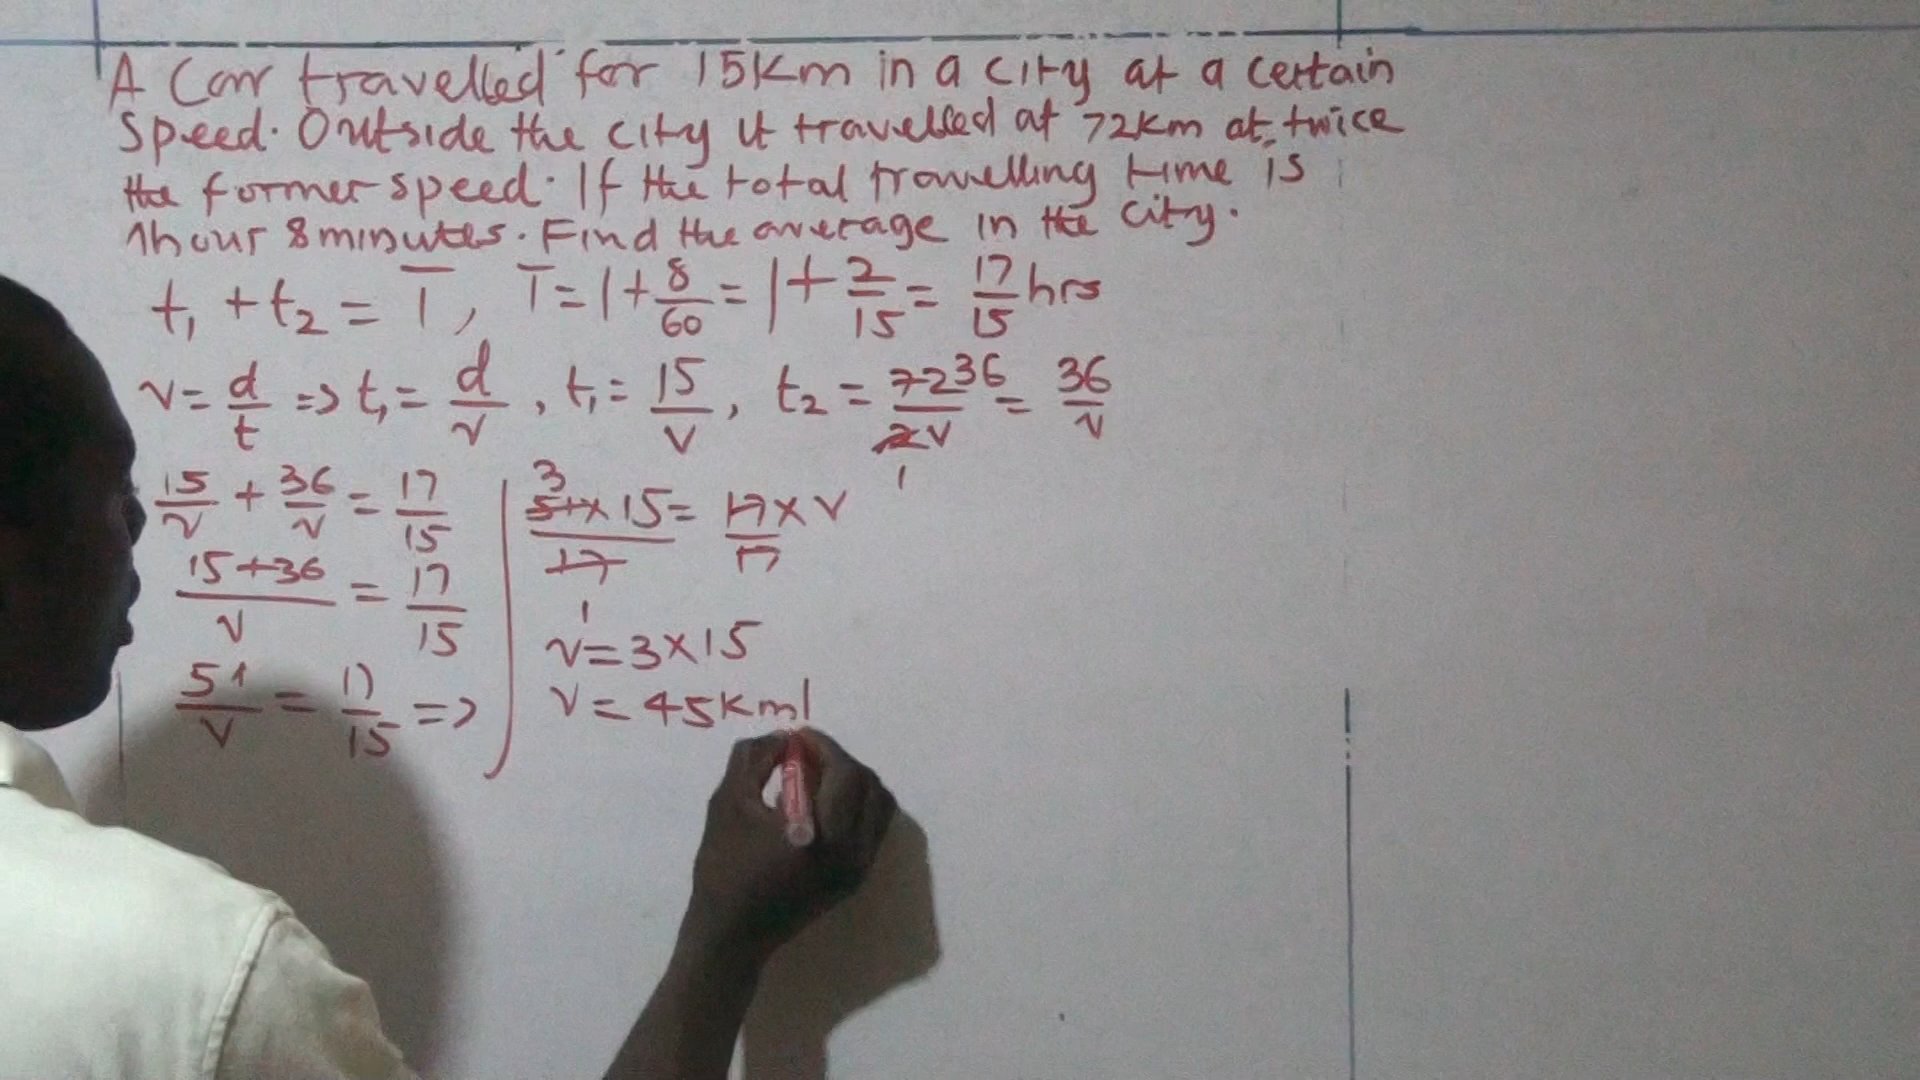 A Car travelled for 15Km in a city at a certain
Speed. Outside the city it travelled at 72Km at twice
the former speed. If the total travelling time is
1hour 8minutes. Find the average in the city.
t₁ + t₂ = T, T = 1 + 8/60 = 1 + 2/15 = 17/15 hrs
v = d/t => t₁ = d/v, t₁ = 15/v, t₂ = 72 36/2v 1 = 36/v
15/v + 36/v = 17/15
15+36/v = 17/15
51/v = 17/15 =>
3 51 x 15/17 1 = 17 x v/17
v = 3 x 15
v = 45Km/